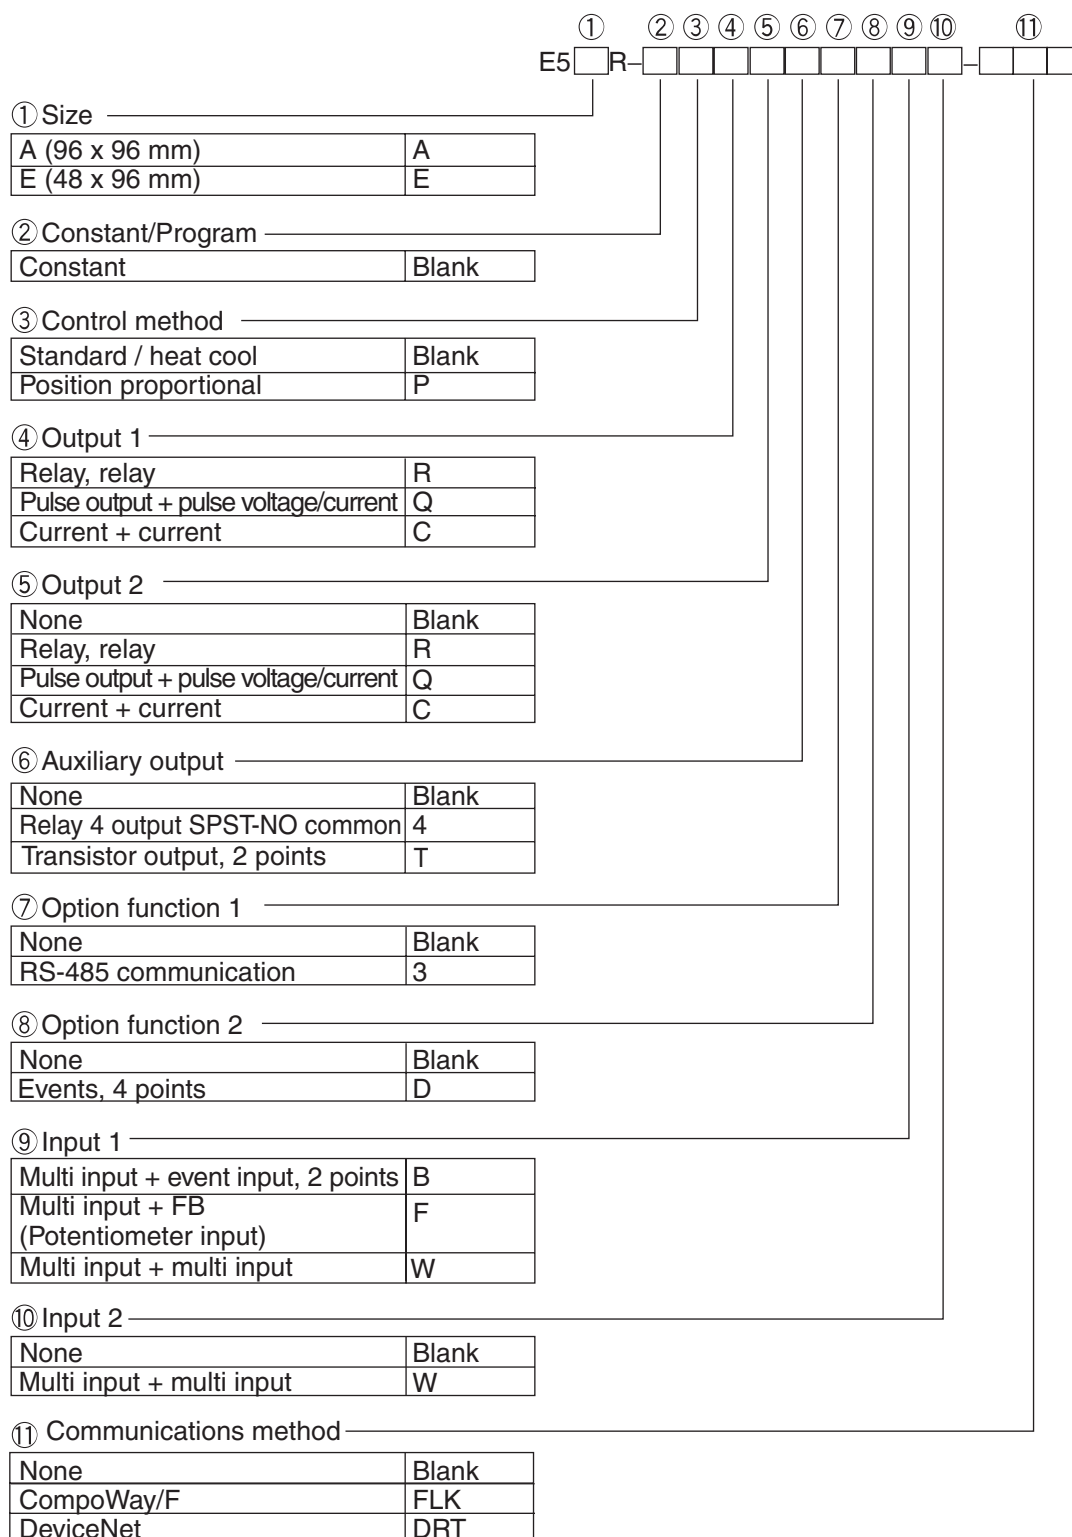 ① ② ③ ④ ⑤ ⑥ ⑦ ⑧ ⑨ ⑩ ⑪
E5 R– –
① Size
A (96 x 96 mm) A
E (48 x 96 mm) E
② Constant/Program
Constant Blank
③ Control method
Standard / heat cool Blank
Position proportional P
④ Output 1
Relay, relay R
Pulse output + pulse voltage/current Q
Current + current C
⑤ Output 2
None Blank
Relay, relay R
Pulse output + pulse voltage/current Q
Current + current C
⑥ Auxiliary output
None Blank
Relay 4 output SPST-NO common 4
Transistor output, 2 points T
⑦ Option function 1
None Blank
RS-485 communication 3
⑧ Option function 2
None Blank
Events, 4 points D
⑨ Input 1
Multi input + event input, 2 points B
Multi input + FB F
(Potentiometer input)
Multi input + multi input W
⑩ Input 2
None Blank
Multi input + multi input W
⑪ Communications method
None Blank
CompoWay/F FLK
DeviceNet DRT